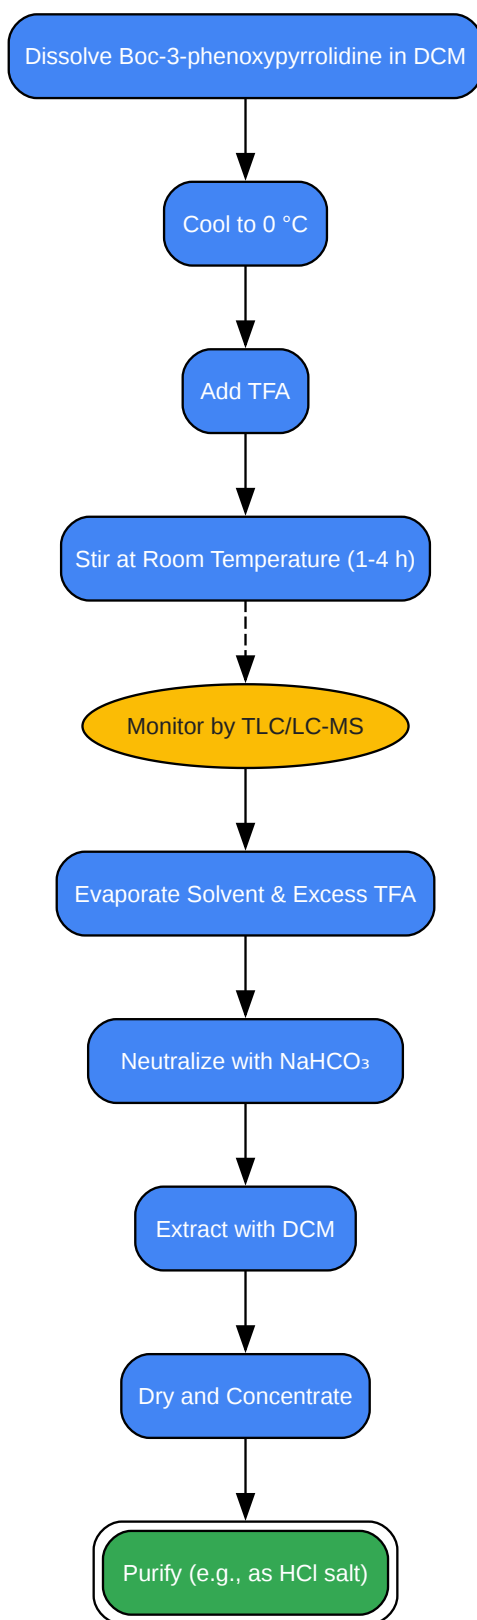 Dissolve Boc-3-phenoxypyrrolidine in DCM
Cool to 0 °C
Add TFA
Stir at Room Temperature (1-4 h)
Monitor by TLC/LC-MS
Evaporate Solvent & Excess TFA
Neutralize with NaHCO₃
Extract with DCM
Dry and Concentrate
Purify (e.g., as HCl salt)